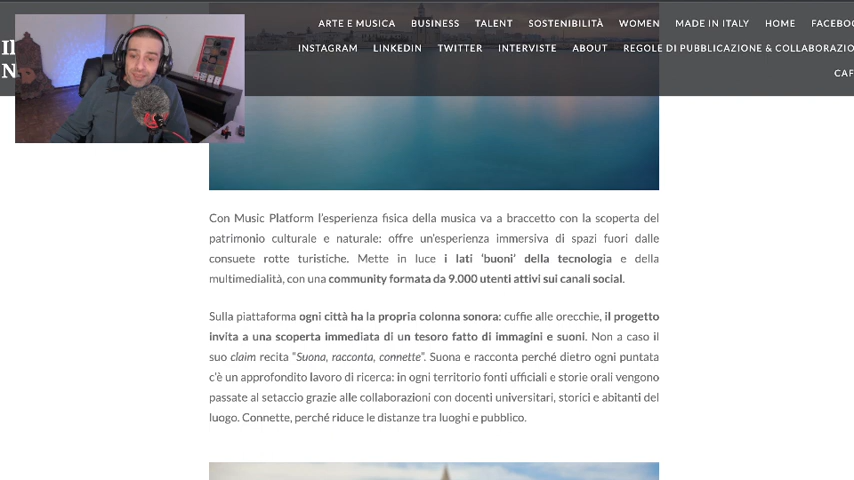 ARTE E MUSICA BUSINESS TALENT SOSTENIBILITÀ WOMEN MADE IN ITALY HOME FACEBO
Il
INSTAGRAM LINKEDIN TWITTER INTERVISTE ABOUT REGOLE DI PUBBLICAZIONE & COLLABORAZIO
N
CAF
Con Music Platform l'esperienza fisica della musica va a braccetto con la scoperta del
patrimonio culturale e naturale: offre un'esperienza immersiva di spazi fuori dalle
consuete rotte turistiche. Mette in luce i lati 'buoni' della tecnologia e della
multimedialità, con una community formata da 9.000 utenti attivi sui canali social.
Sulla piattaforma ogni città ha la propria colonna sonora: cuffie alle orecchie, il progetto
invita a una scoperta immediata di un tesoro fatto di immagini e suoni. Non a caso il
suo claim recita "Suona, racconta, connette". Suona e racconta perché dietro ogni puntata
c'è un approfondito lavoro di ricerca: in ogni territorio fonti ufficiali e storie orali vengono
passate al setaccio grazie alle collaborazioni con docenti universitari, storici e abitanti del
luogo. Connette, perché riduce le distanze tra luoghi e pubblico.